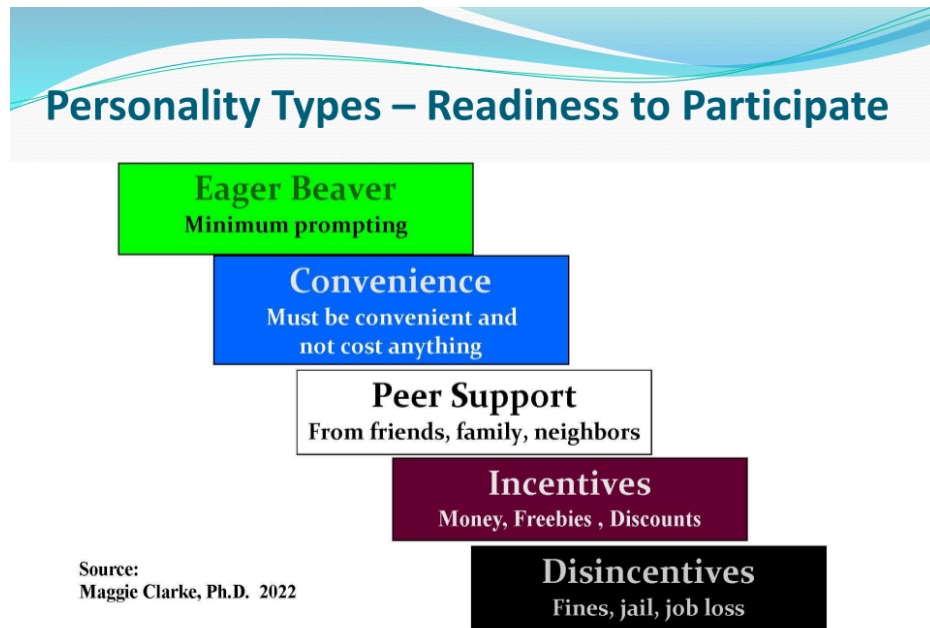 Personality Types – Readiness to Participate
Eager Beaver
Minimum prompting
Convenience
Must be convenient and
not cost anything
Peer Support
From friends, family, neighbors
Incentives
Money, Freebies , Discounts
Disincentives
Fines, jail, job loss
Source:
Maggie Clarke, Ph.D. 2022